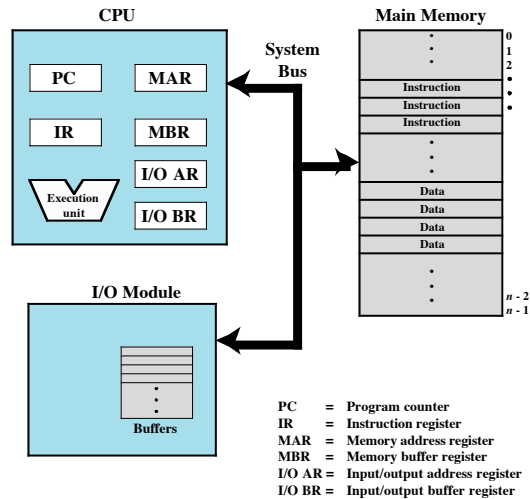 CPU
Main Memory
System
Bus
PC
MAR
IR
MBR
I/O AR
I/O BR
Execution
unit
0
1
2
Instruction
Instruction
Instruction
Data
Data
Data
Data
n - 2
n - 1
I/O Module
Buffers
PC = Program counter
IR = Instruction register
MAR = Memory address register
MBR = Memory buffer register
I/O AR = Input/output address register
I/O BR = Input/output buffer register